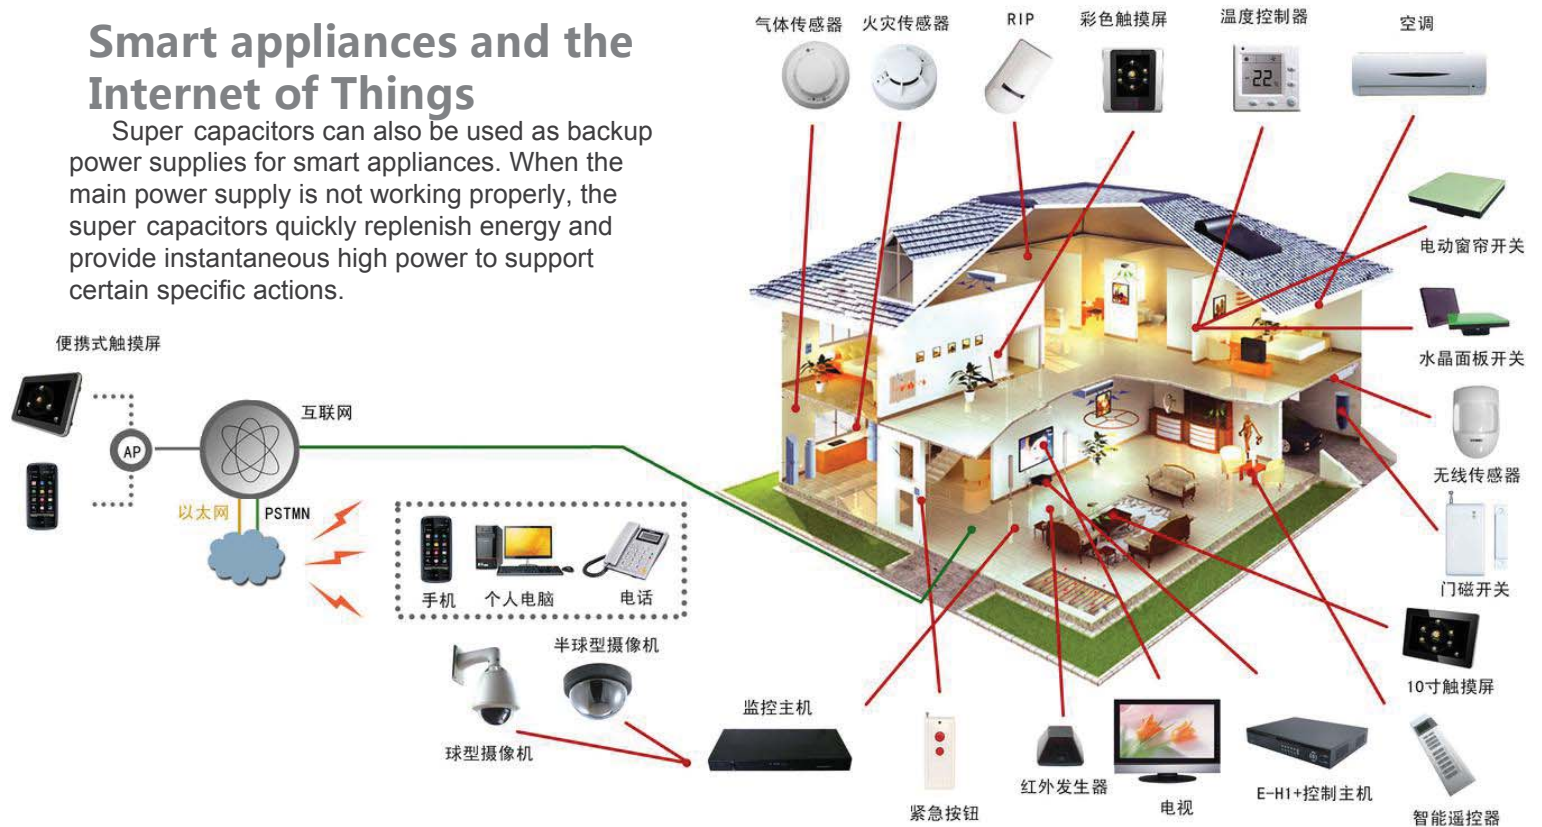 Smart appliances and the
Internet of Things
Super capacitors can also be used as backup
power supplies for smart appliances. When the
main power supply is not working properly, the
super capacitors quickly replenish energy and
provide instantaneous high power to support
certain specific actions.
气体传感器
火灾传感器
RIP
彩色触摸屏
温度控制器
空调
22
电动窗帘开关
水晶面板开关
无线传感器
门磁开关
10寸触摸屏
便携式触摸屏
AP
互联网
以太网
PSTMN
手机
个人电脑
电话
半球型摄像机
球型摄像机
监控主机
紧急按钮
红外发生器
电视
E-H1+控制主机
智能遥控器